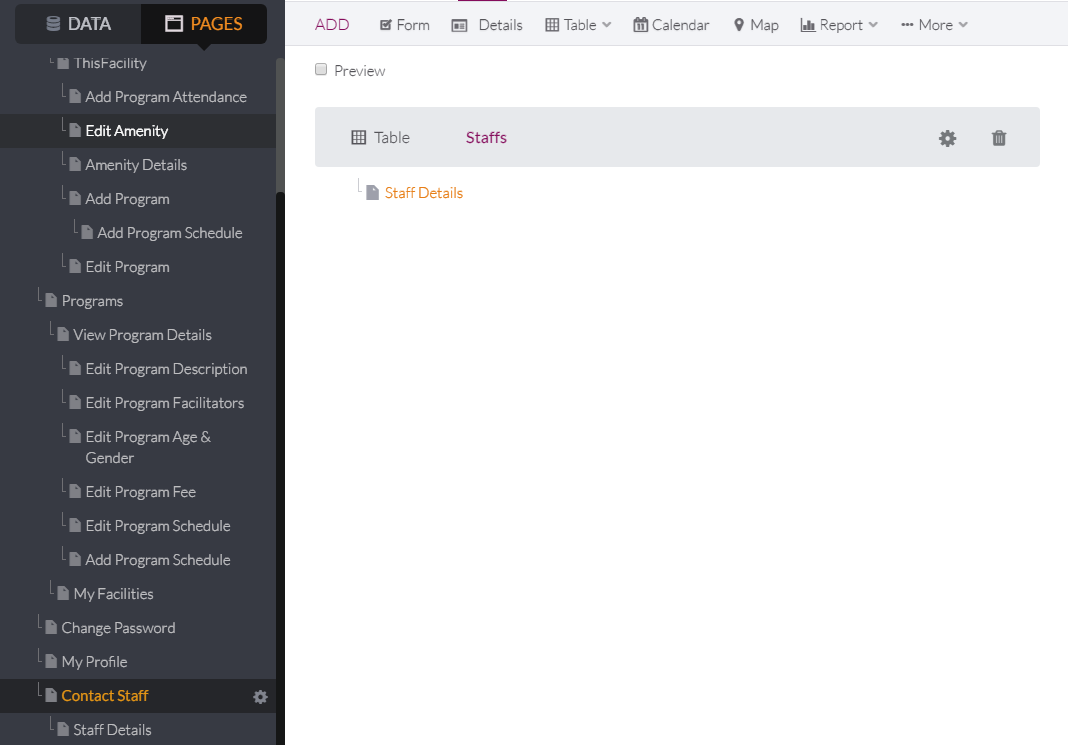 DATA
PAGES
ThisFacility
Add Program Attendance
Edit Amenity
Amenity Details
Add Program
Add Program Schedule
Edit Program
Programs
View Program Details
Edit Program Description
Edit Program Facilitators
Edit Program Age &
Gender
Edit Program Fee
Edit Program Schedule
Add Program Schedule
My Facilities
Change Password
My Profile
Contact Staff
Staff Details
ADD Form Details Table Calendar Map Report More
Preview
Table Staffs
Staff Details